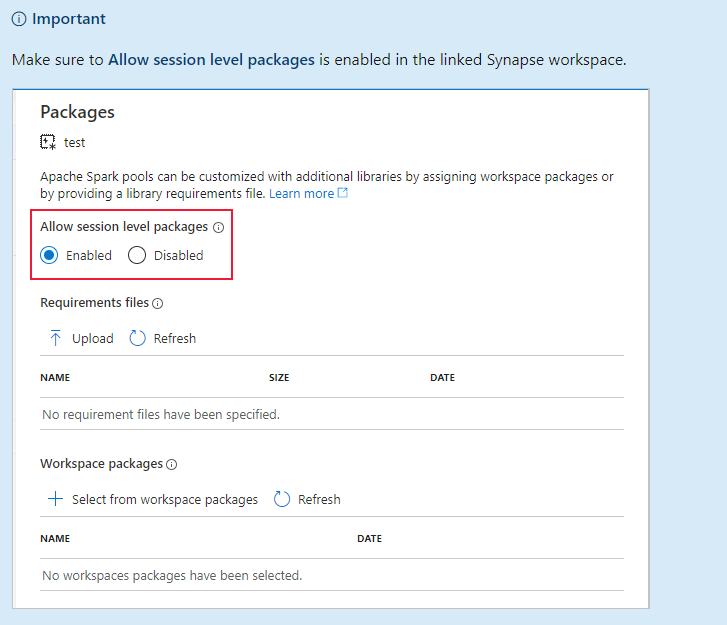 Important
Make sure to Allow session level packages is enabled in the linked Synapse workspace.
Packages
test
Apache Spark pools can be customized with additional libraries by assigning workspace packages or
by providing a library requirements file. Learn more
Allow session level packages
Enabled Disabled
Requirements files
Upload Refresh
NAME SIZE DATE
No requirement files have been specified.
Workspace packages
Select from workspace packages Refresh
NAME DATE
No workspaces packages have been selected.